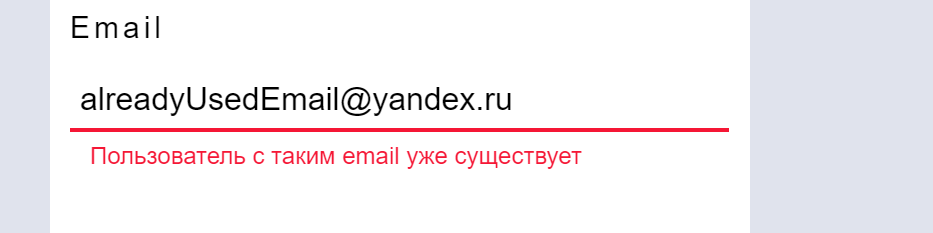 Email
alreadyUsedEmail@yandex.ru
Пользователь с таким email уже существует